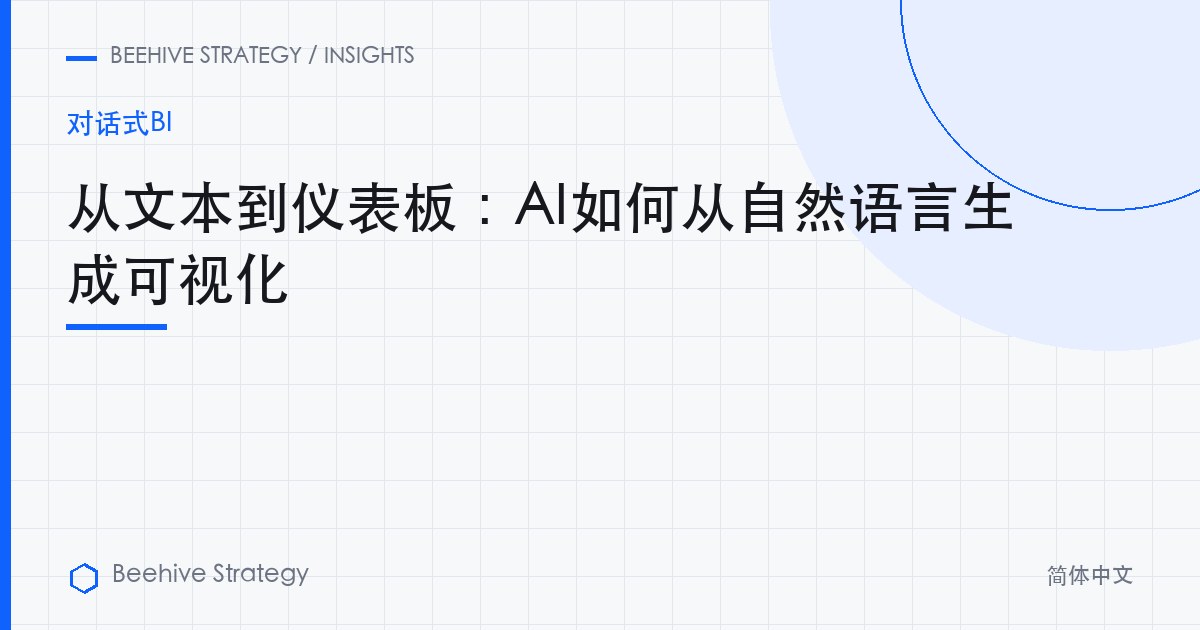 BEEHIVE STRATEGY / INSIGHTS
对话式BI
从文本到仪表板：AI如何从自然语言生
成可视化
Beehive Strategy
简体中文